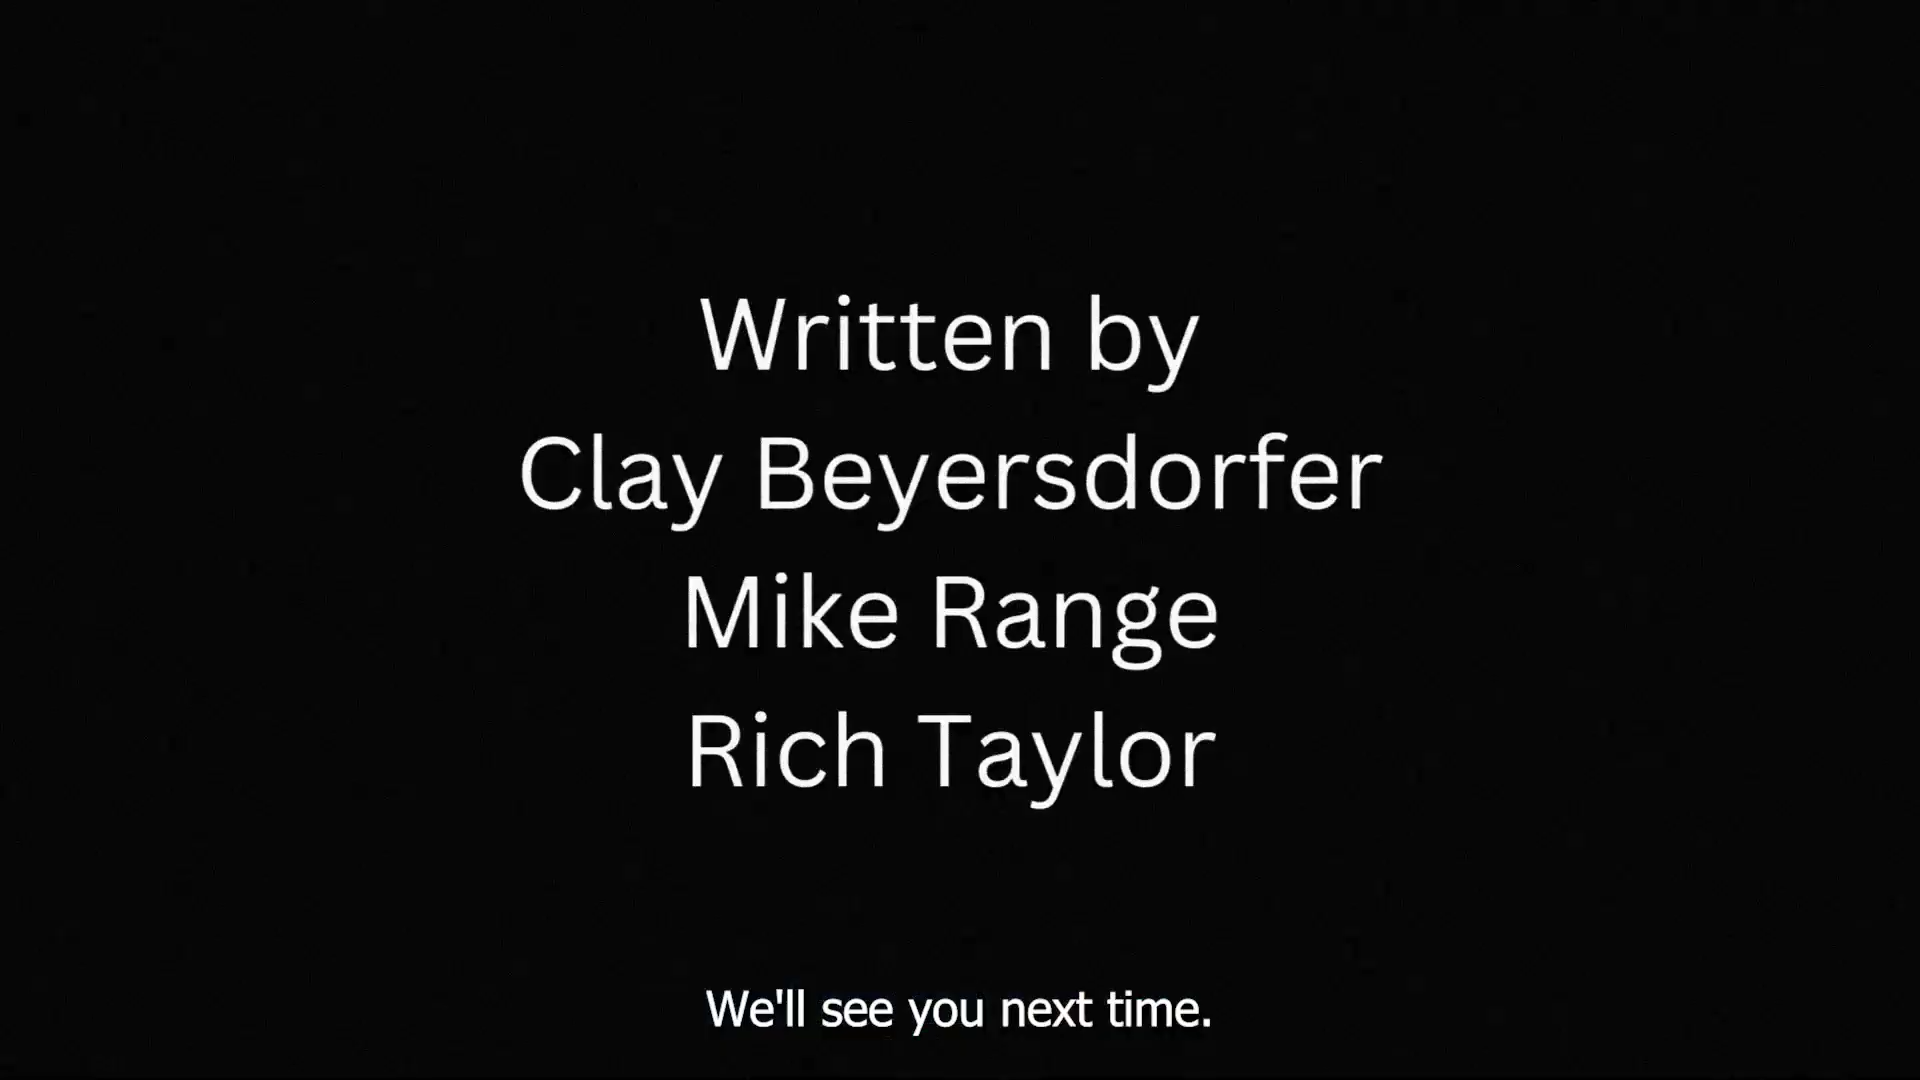 Written by
Clay Beyersdorfer
Mike Range
Rich Taylor
We'll see you next time.